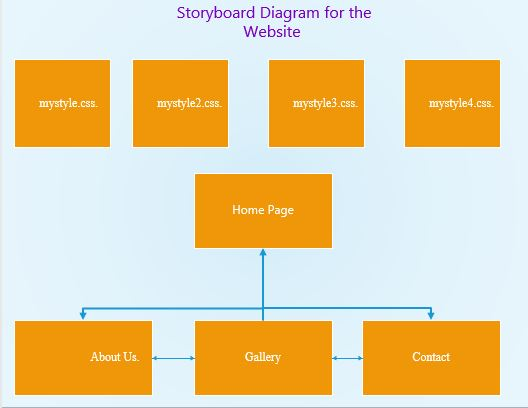 Storyboard Diagram for the
Website
mystyle.css.
mystyle2.css.
mystyle3.css.
mystyle4.css.
Home Page
About Us.
Gallery
Contact